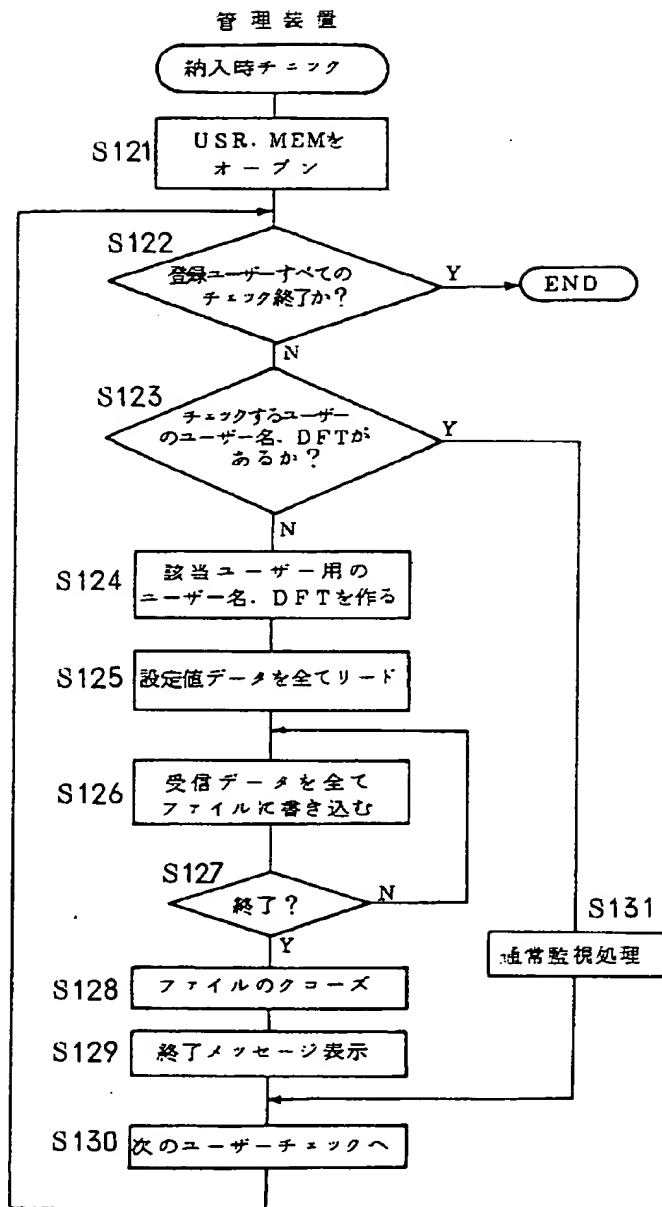 管理装置
納入時チェック
S121
USR. MEMを
オープン
S122
登録ユーザーすべての
チェック終了か?
Y
END
N
S123
チェックするユーザー
のユーザー名、DFTが
あるか?
Y
N
S124
該当ユーザー用の
ユーザー名. DFTを作る
S125
設定値データを全てリード
S126
受信データを全て
ファイルに書き込む
S127
終了?
N
Y
S131
通常監視処理
S128
ファイルのクローズ
S129
終了メッセージ表示
S130
次のユーザーチェックへ